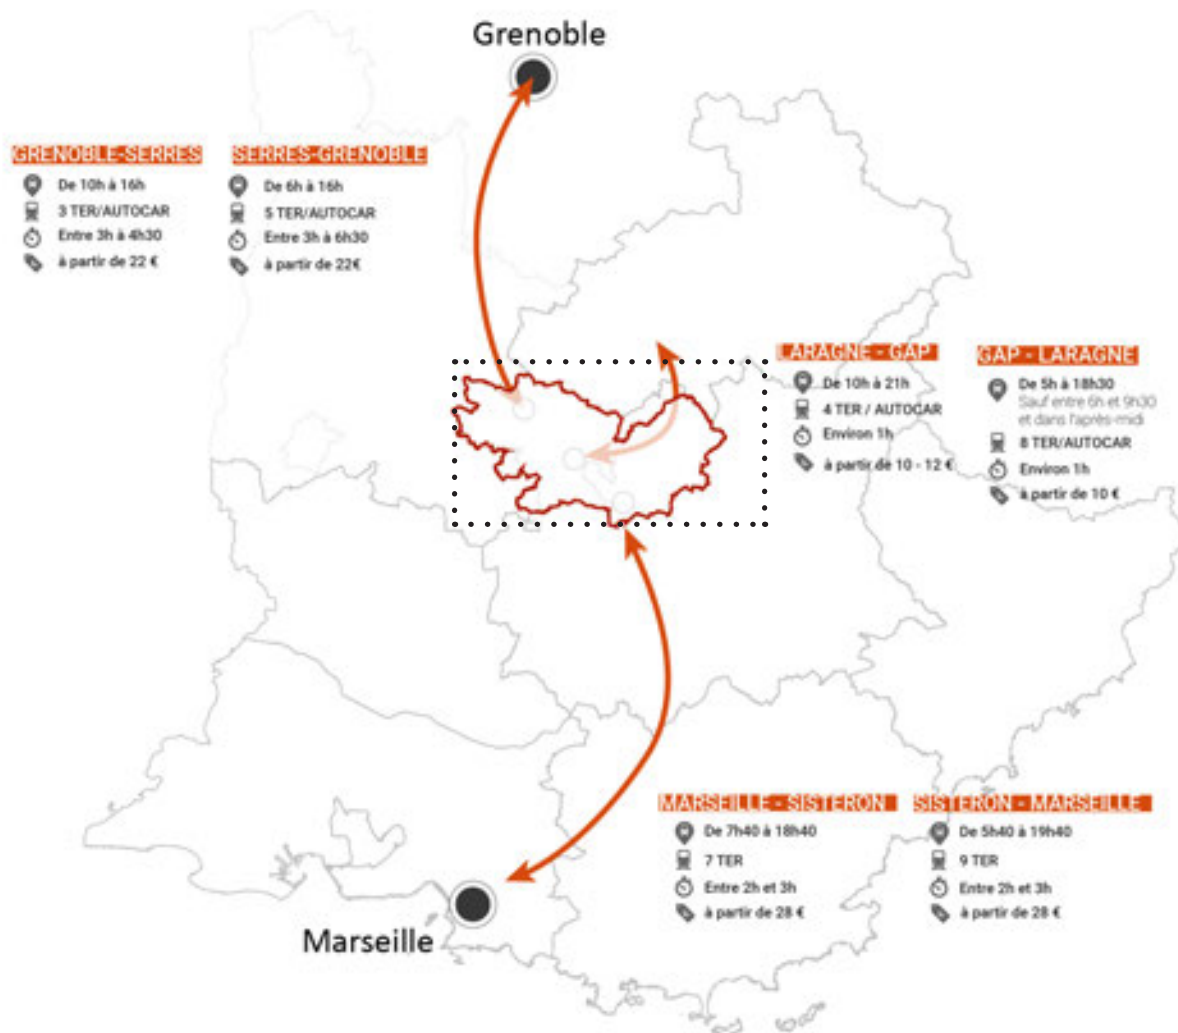 Grenoble
GRENOBLE-SERRES
De 10h à 16h
3 TER/AUTOCAR
Entre 3h à 4h30
à partir de 22 €
SERRES-GRENOBLE
De 6h à 16h
5 TER/AUTOCAR
Entre 3h à 6h30
à partir de 22€
LARAGNE - GAP
De 10h à 21h
4 TER / AUTOCAR
Environ 1h
à partir de 10 - 12 €
GAP - LARAGNE
De 5h à 18h30
Sauf entre 6h et 9h30
et dans l'après-midi
8 TER/AUTOCAR
Environ 1h
à partir de 10 €
MARSEILLE - SISTERON
De 7h40 à 18h40
7 TER
Entre 2h et 3h
à partir de 28 €
SISTERON - MARSEILLE
De 5h40 à 19h40
9 TER
Entre 2h et 3h
à partir de 28 €
Marseille